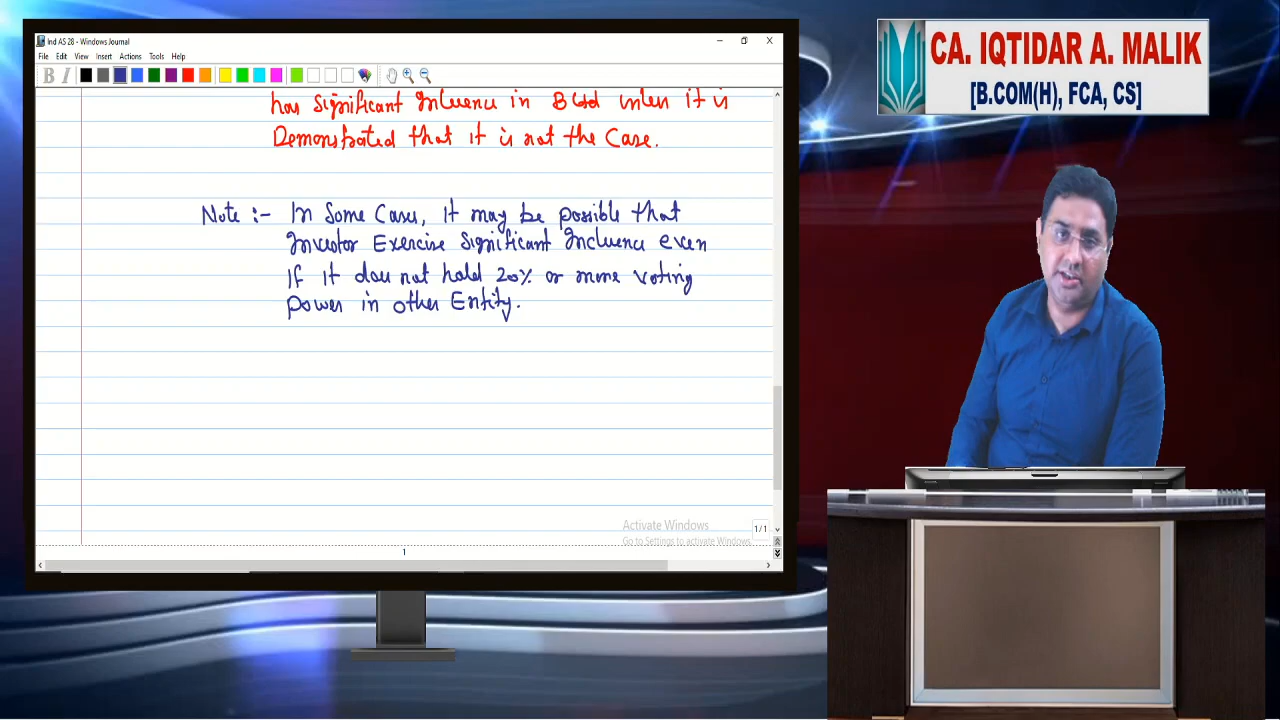 Ind AS 28 - Windows Journal
File Edit View Insert Actions Tools Help
B I
has Significant Influence in B Ltd unless it is
Demonstrated that it is not the Case.
Note :- In Some Cases, it may be possible that
Investor Exercise Significant Influence even
If it does not hold 20% or more voting
power in other Entity.
Activate Windows
Go to Settings to activate Windows.
1/1
1
CA. IQTIDAR A. MALIK
[B.COM(H), FCA, CS]